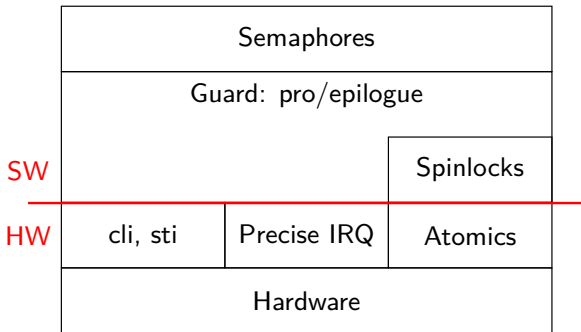 Semaphores
Guard: pro/epilogue
SW
Spinlocks
HW
cli, sti
Precise IRQ
Atomics
Hardware